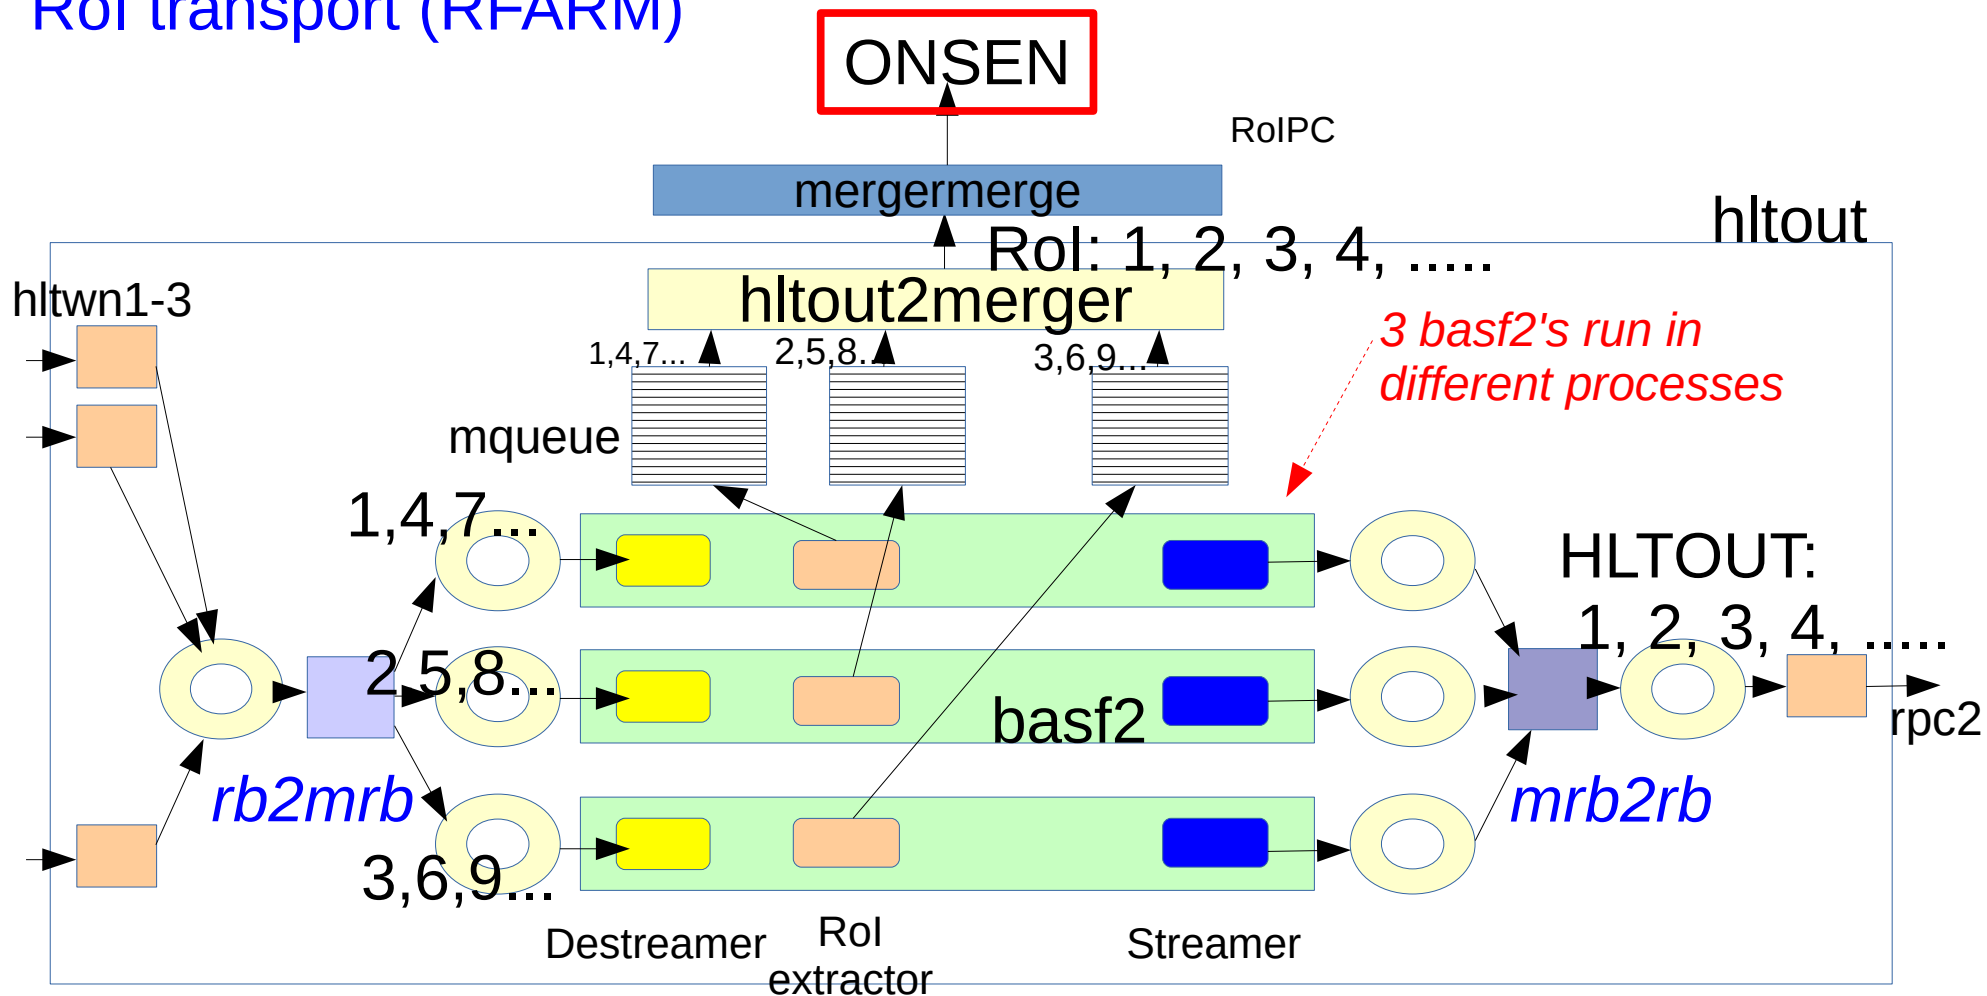 RoI transport (RFARM)
ONSEN
RoIPC
mergermerge
hltout
RoI: 1, 2, 3, 4, .....
hltwn1-3
hltout2merger
3 basf2's run in
different processes
1,4,7...
2,5,8...
3,6,9...
mqueue
1,4,7...
HLTOUT:
1, 2, 3, 4, .....
2,5,8...
basf2
rpc2
rb2mrb
mrb2rb
3,6,9...
Destreamer
RoI
extractor
Streamer